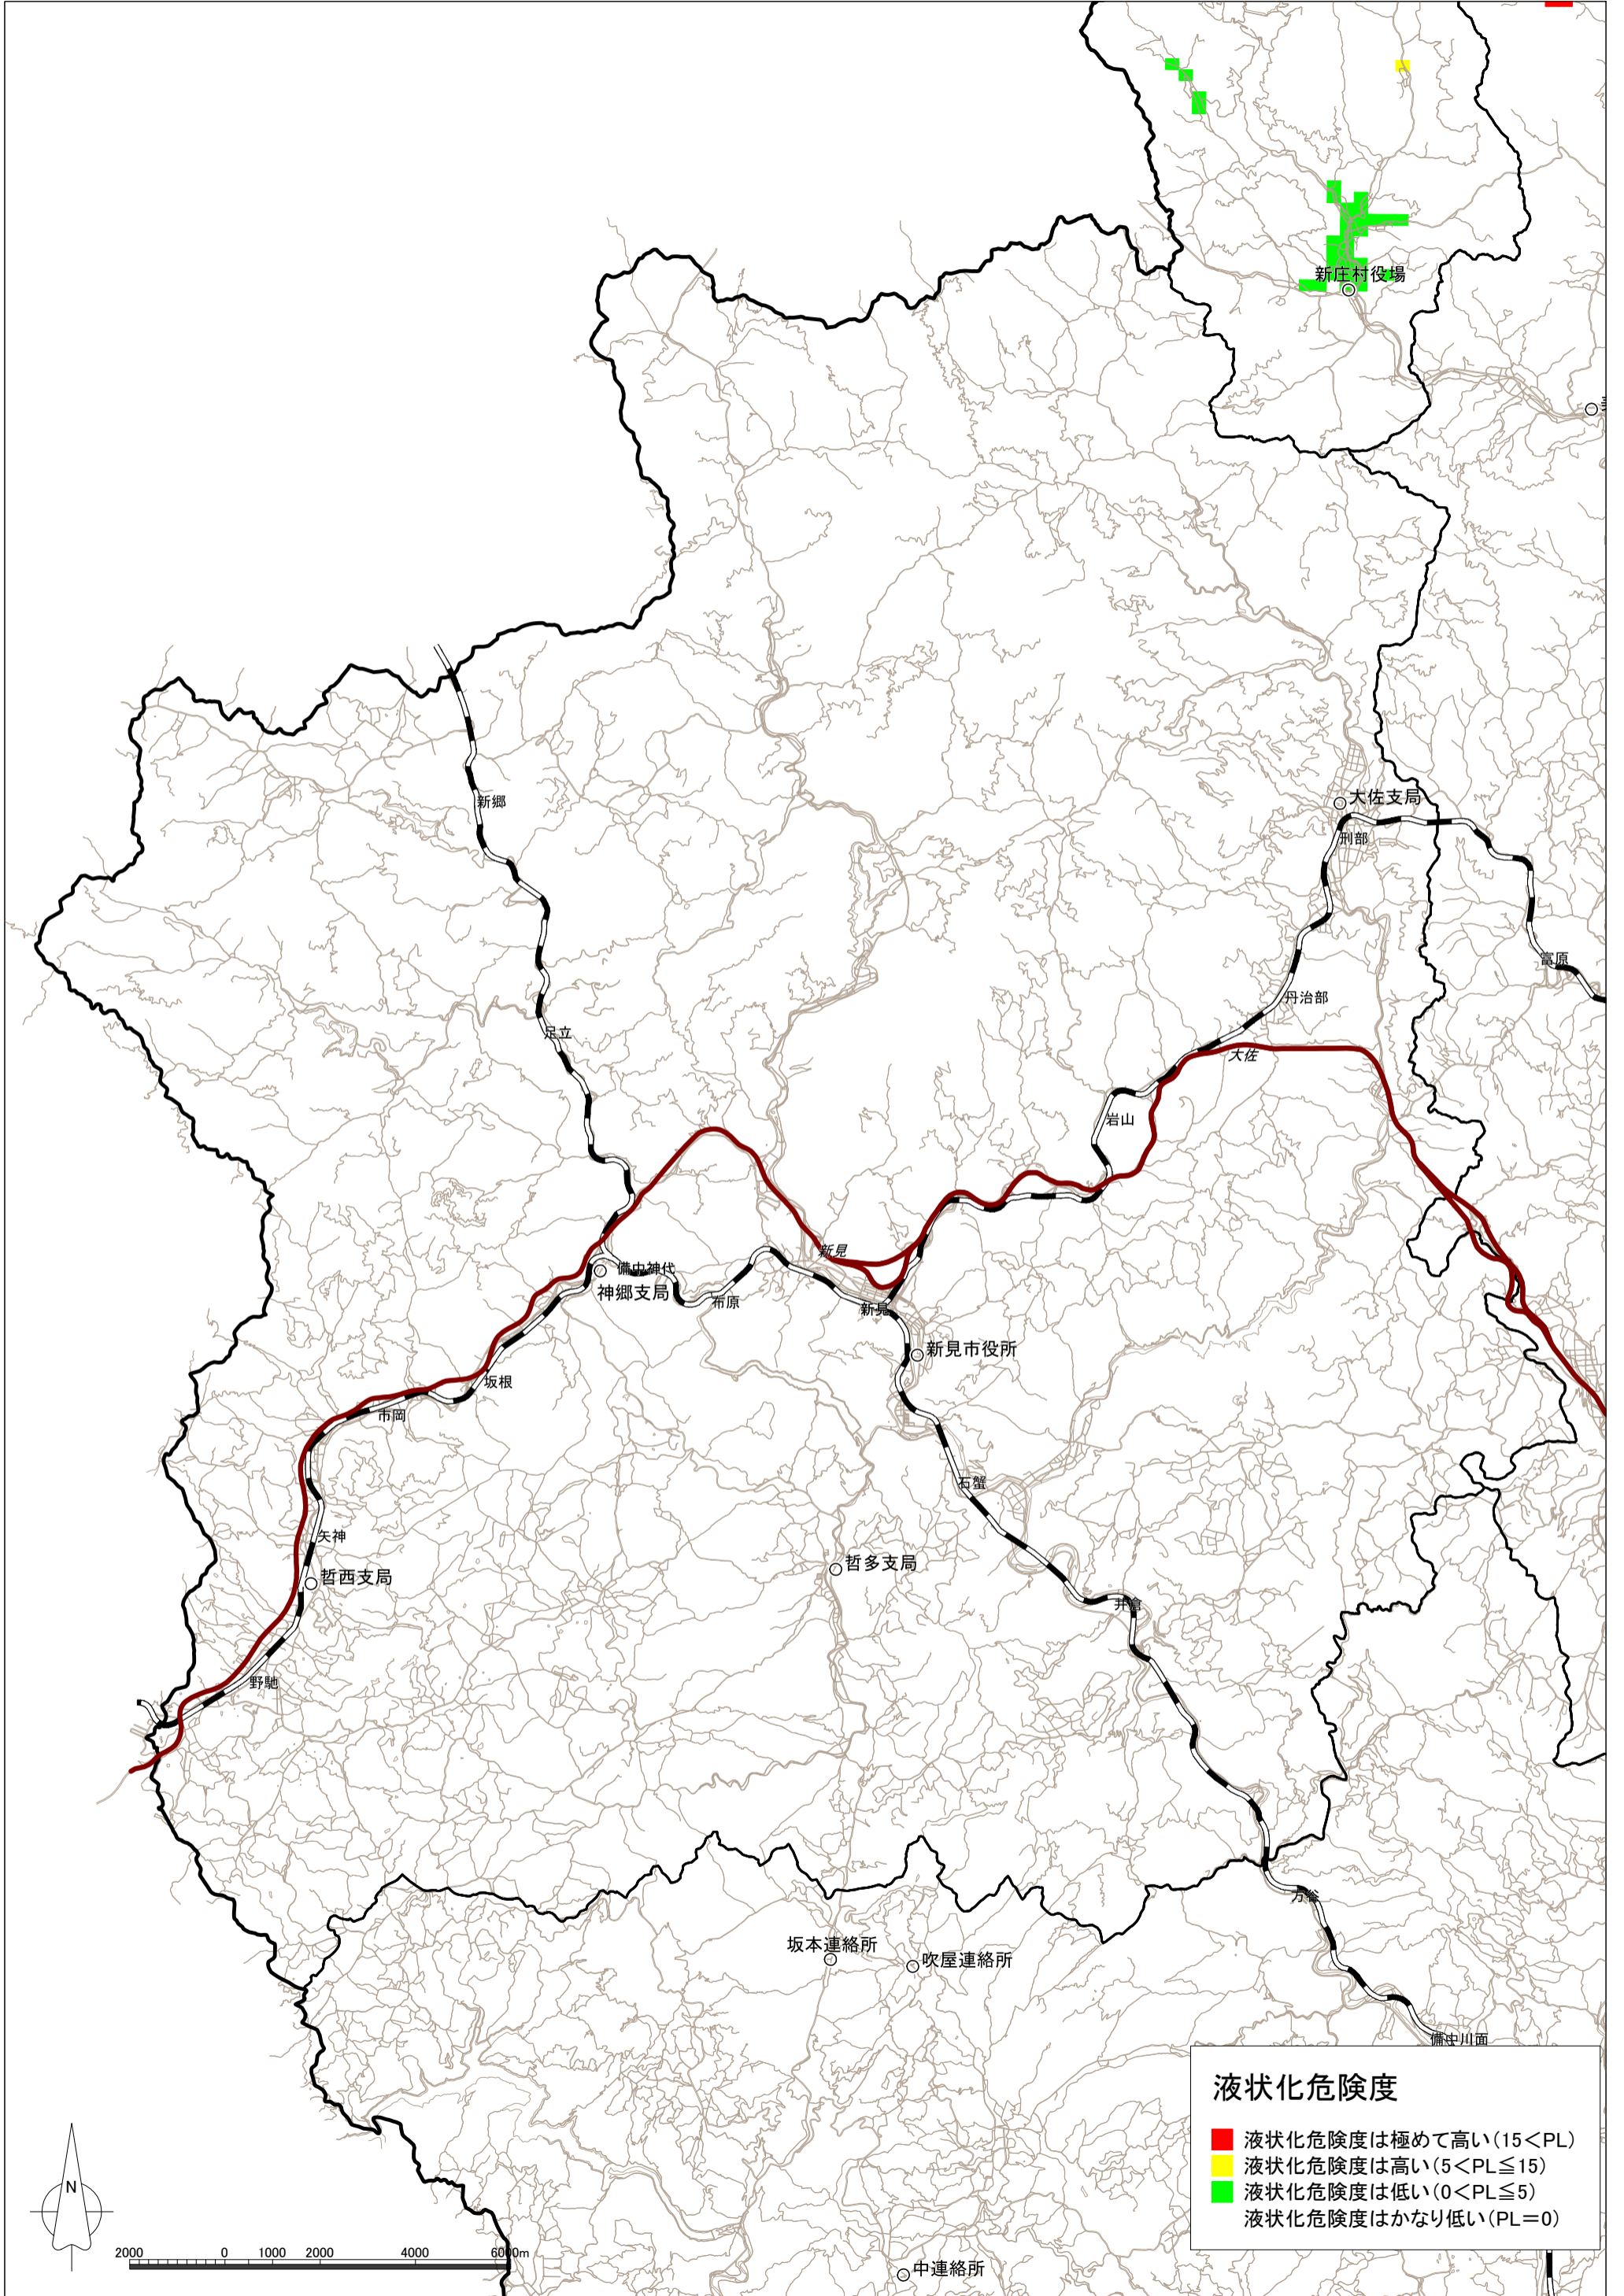 新庄村役場
新郷
大佐支局
刑部
富原
丹治部
足立
大佐
岩山
新見
備中神代
神郷支局
布原
新見
新見市役所
坂根
市岡
石蟹
矢神
哲多支局
哲西支局
井倉
野馳
方谷
坂本連絡所
吹屋連絡所
備中川面
液状化危険度
液状化危険度は極めて高い(15<PL)
液状化危険度は高い(5<PL≦15)
液状化危険度は低い(0<PL≦5)
液状化危険度はかなり低い(PL=0)
N
2000 0 1000 2000 4000 6000m
中連絡所